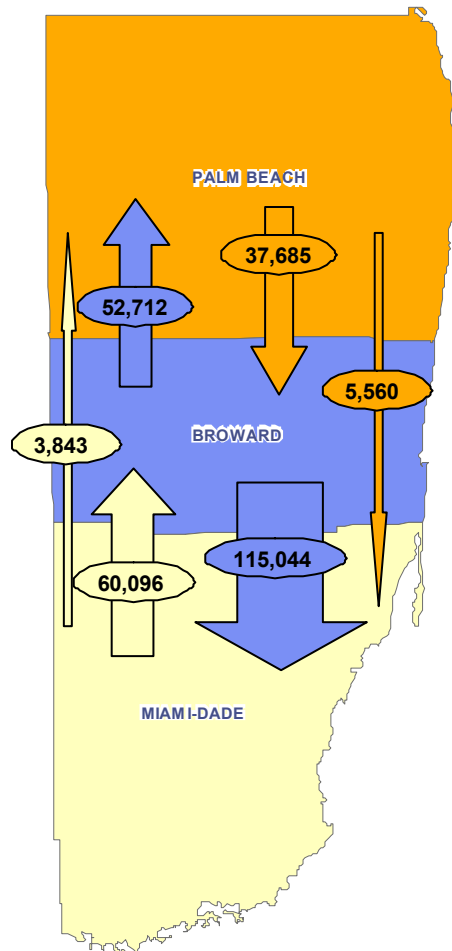 PALM BEACH
37,685
52,712
5,560
BROWARD
3,843
115,044
60,096
MIAMI-DADE